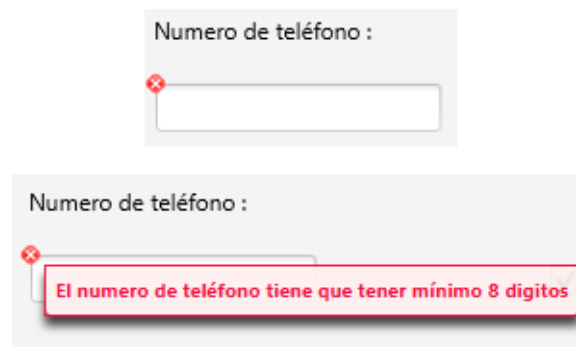 Numero de teléfono :
Numero de teléfono :
El numero de teléfono tiene que tener mínimo 8 digitos